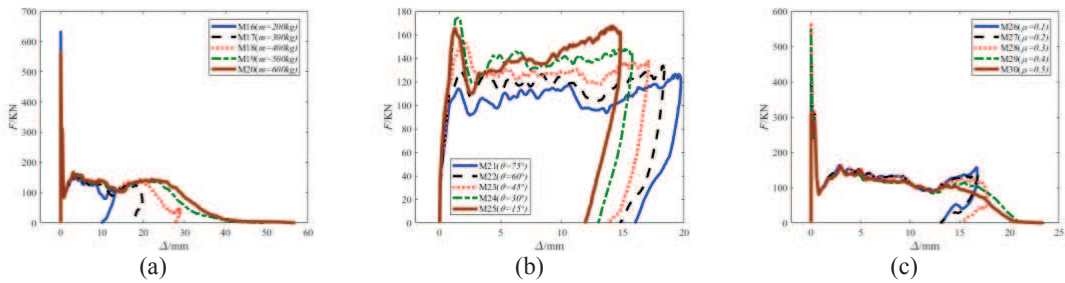 700
600
500
400
300
200
100
0
F/KN
-10
0
10
20
30
40
50
60
Δ/mm
M16(m=200kg)
M17(m=300kg)
M18(m=400kg)
M19(m=500kg)
M20(m=600kg)
(a)
180
160
140
120
100
80
60
40
20
0
F/KN
0
5
10
15
20
Δ/mm
M21(θ=75°)
M22(θ=60°)
M23(θ=45°)
M24(θ=30°)
M25(θ=15°)
(b)
600
500
400
300
200
100
0
F/KN
0
5
10
15
20
25
Δ/mm
M26(μ=0.1)
M27(μ=0.2)
M28(μ=0.3)
M29(μ=0.4)
M30(μ=0.5)
(c)